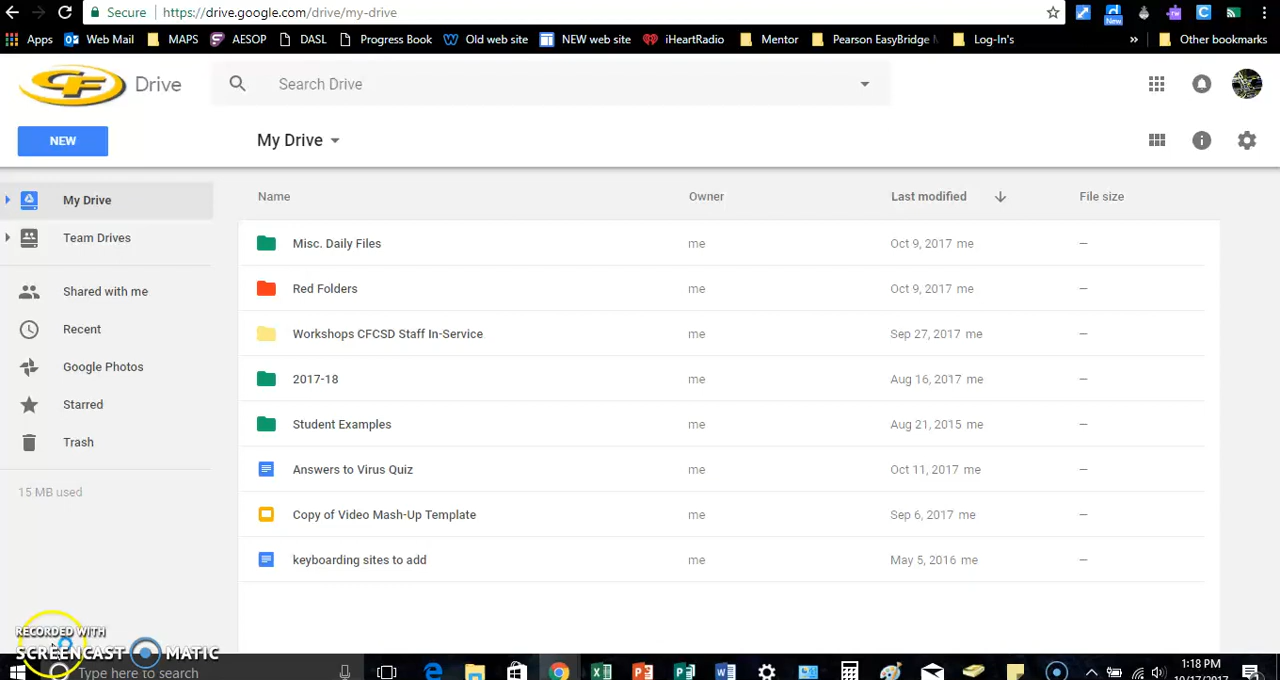 Secure https://drive.google.com/drive/my-drive
New
Apps Web Mail MAPS AESOP DASL Progress Book Old web site NEW web site iHeartRadio Mentor Pearson EasyBridge Log-In's » Other bookmarks
CF Drive Search Drive
NEW My Drive
My Drive Name Owner Last modified File size
Team Drives Misc. Daily Files me Oct 9, 2017 me –
Shared with me Red Folders me Oct 9, 2017 me –
Recent Workshops CFCSD Staff In-Service me Sep 27, 2017 me –
Google Photos 2017-18 me Aug 16, 2017 me –
Starred Student Examples me Aug 21, 2015 me –
Trash Answers to Virus Quiz me Oct 11, 2017 me –
15 MB used Copy of Video Mash-Up Template me Sep 6, 2017 me –
keyboarding sites to add me May 5, 2016 me –
RECORDED WITH
SCREENCAST MATIC
Type here to search 1:18 PM
10/17/2017